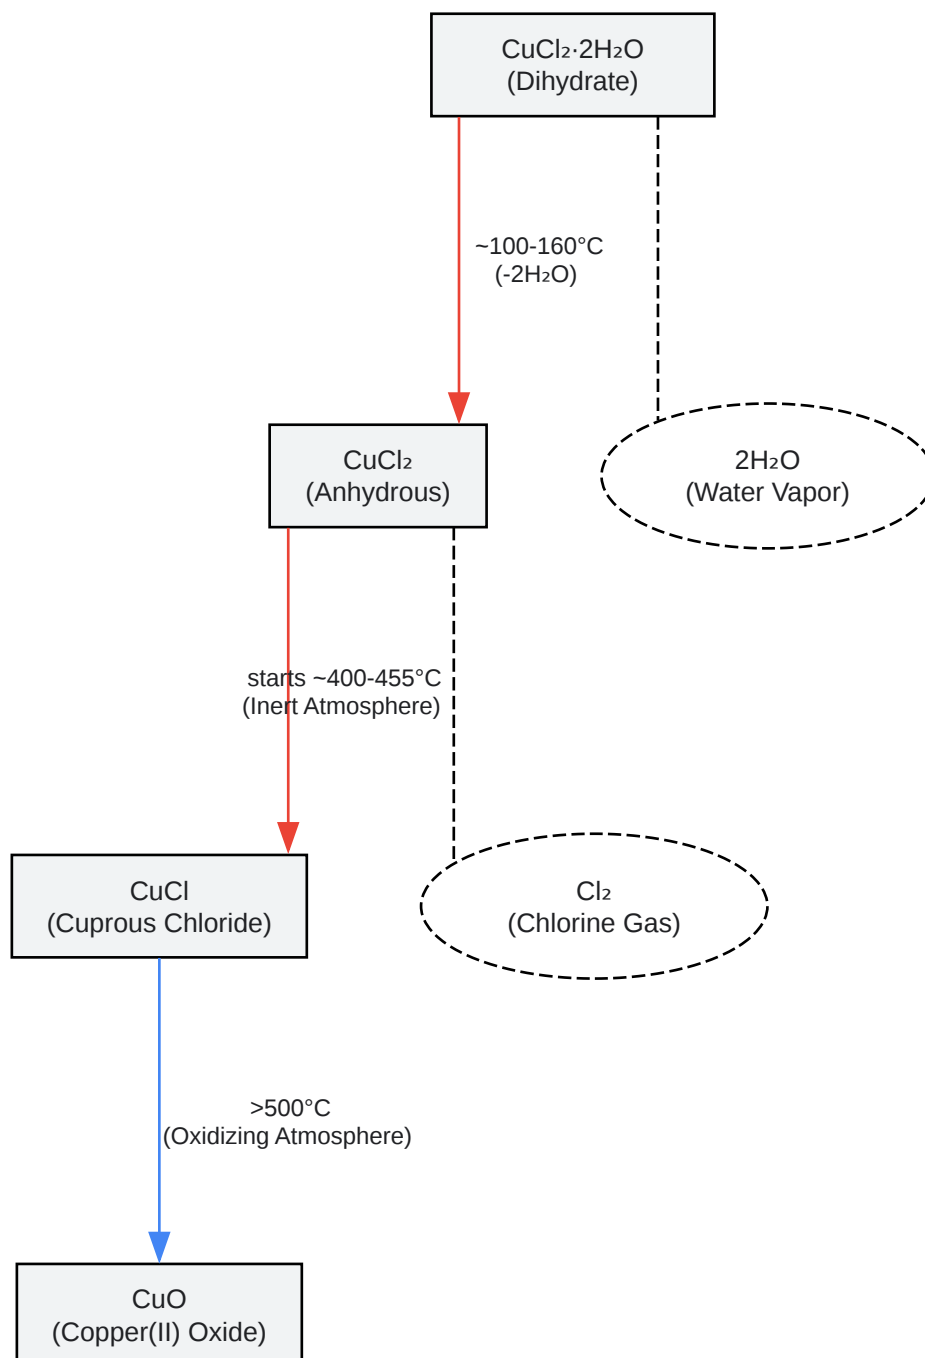 CuCl₂·2H₂O
(Dihydrate)
~100-160°C
(-2H₂O)
CuCl₂
(Anhydrous)
2H₂O
(Water Vapor)
starts ~400-455°C
(Inert Atmosphere)
CuCl
(Cuprous Chloride)
Cl₂
(Chlorine Gas)
>500°C
(Oxidizing Atmosphere)
CuO
(Copper(II) Oxide)